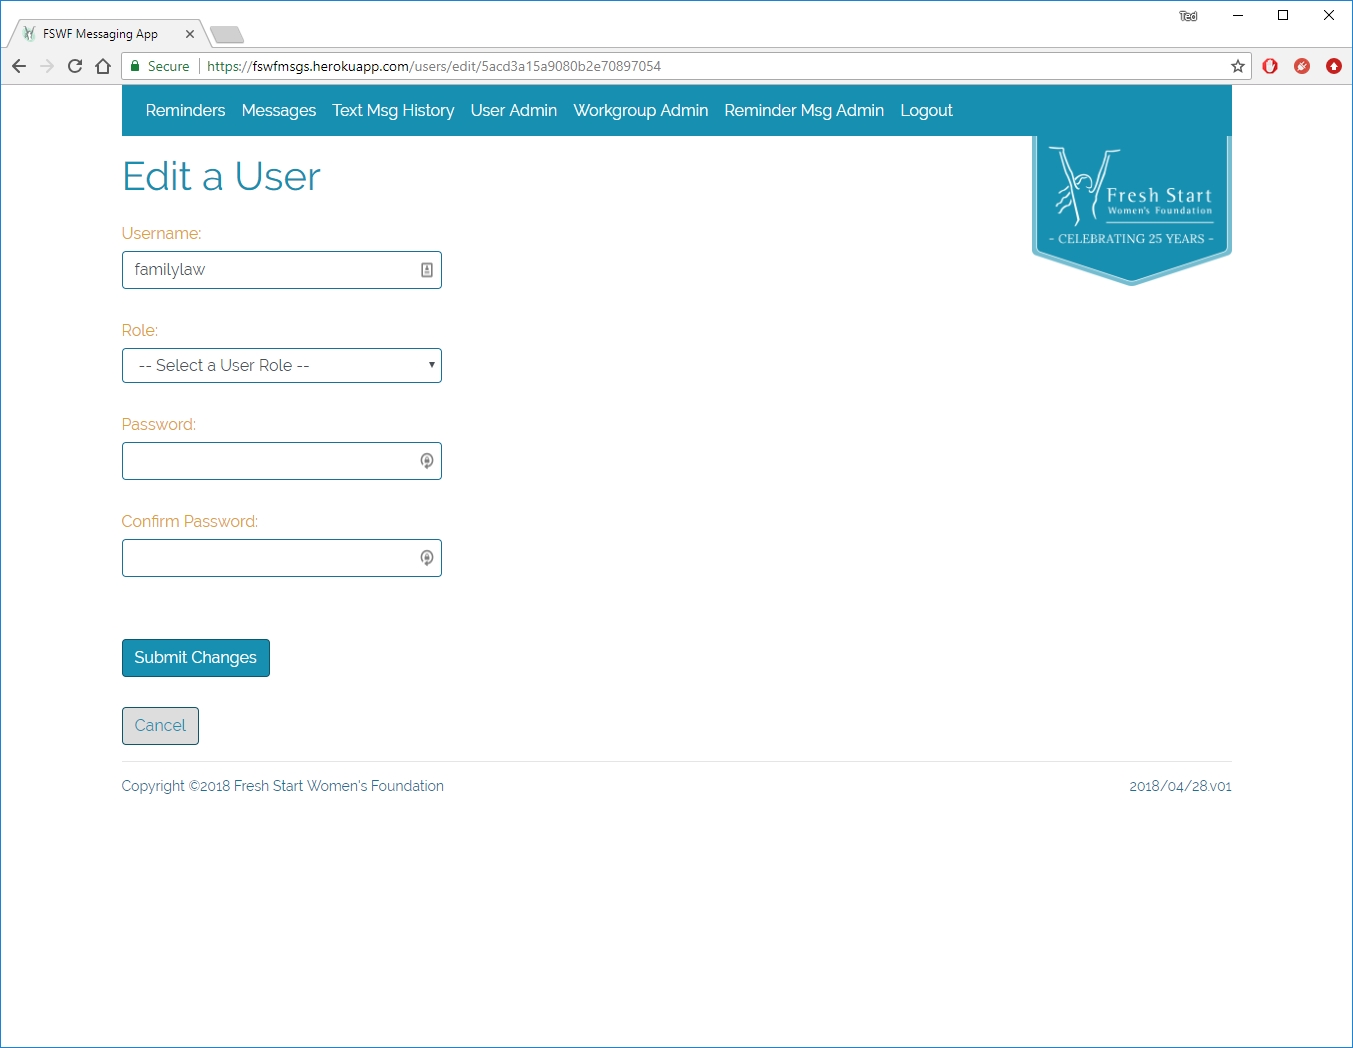 Ted
FSWF Messaging App
Secure https://fswfmsgs.herokuapp.com/users/edit/5acd3a15a9080b2e70897054
Reminders Messages Text Msg History User Admin Workgroup Admin Reminder Msg Admin Logout
Fresh Start
Women's Foundation
- CELEBRATING 25 YEARS -
Edit a User
Username:
familylaw
Role:
-- Select a User Role --
Password:
Confirm Password:
Submit Changes
Cancel
Copyright ©2018 Fresh Start Women's Foundation
2018/04/28.v01